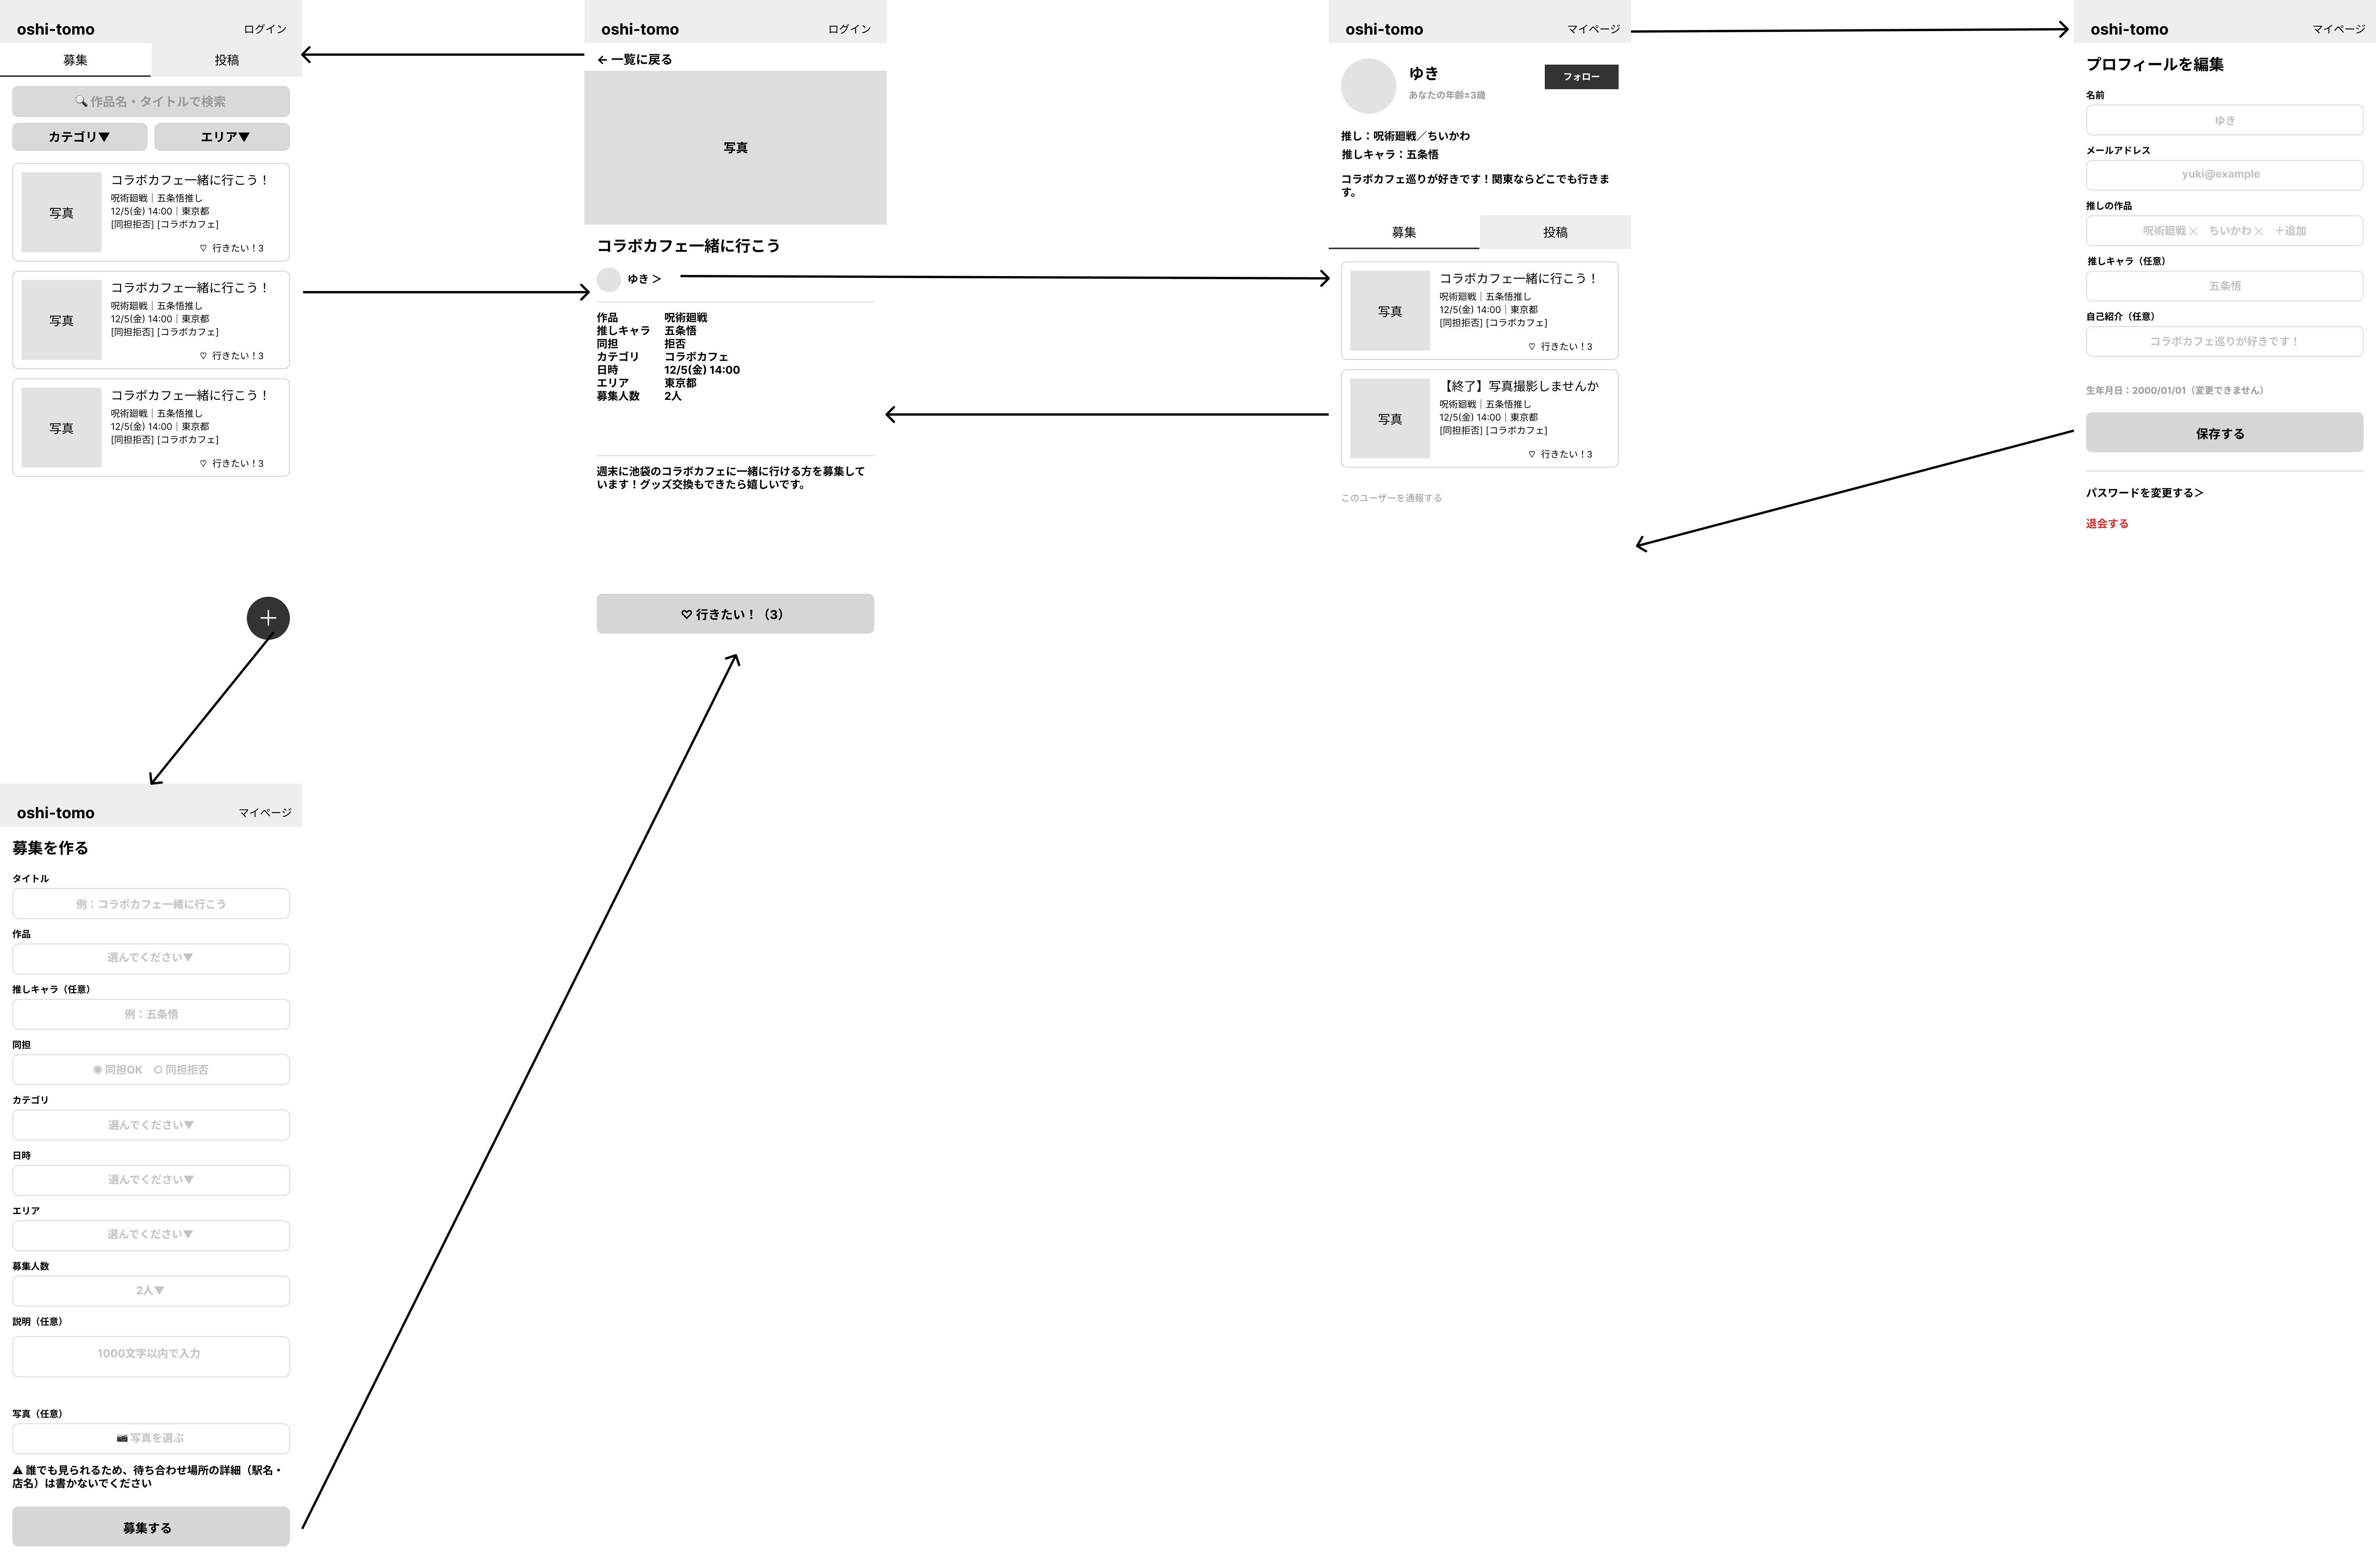 oshi-tomo
ログイン
募集
投稿
🔍 作品名・タイトルで検索
カテゴリ▼
エリア▼
写真
コラボカフェ一緒に行こう！
呪術廻戦｜五条悟推し
12/5(金) 14:00｜東京都
[同担拒否] [コラボカフェ]
♡ 行きたい！3
写真
コラボカフェ一緒に行こう！
呪術廻戦｜五条悟推し
12/5(金) 14:00｜東京都
[同担拒否] [コラボカフェ]
♡ 行きたい！3
写真
コラボカフェ一緒に行こう！
呪術廻戦｜五条悟推し
12/5(金) 14:00｜東京都
[同担拒否] [コラボカフェ]
♡ 行きたい！3
＋
oshi-tomo
ログイン
← 一覧に戻る
写真
コラボカフェ一緒に行こう
ゆき ＞
作品 呪術廻戦
推しキャラ 五条悟
同担 拒否
カテゴリ コラボカフェ
日時 12/5(金) 14:00
エリア 東京都
募集人数 2人
週末に池袋のコラボカフェに一緒に行ける方を募集して
います！グッズ交換もできたら嬉しいです。
♡ 行きたい！（3）
oshi-tomo
マイページ
ゆき
あなたの年齢±3歳
フォロー
推し：呪術廻戦／ちいかわ
推しキャラ：五条悟
コラボカフェ巡りが好きです！関東ならどこでも行きま
す。
募集
投稿
写真
コラボカフェ一緒に行こう！
呪術廻戦｜五条悟推し
12/5(金) 14:00｜東京都
[同担拒否] [コラボカフェ]
♡ 行きたい！3
写真
【終了】写真撮影しませんか
呪術廻戦｜五条悟推し
12/5(金) 14:00｜東京都
[同担拒否] [コラボカフェ]
♡ 行きたい！3
このユーザーを通報する
oshi-tomo
マイページ
プロフィールを編集
名前
ゆき
メールアドレス
yuki@example
推しの作品
呪術廻戦 × ちいかわ × ＋追加
推しキャラ（任意）
五条悟
自己紹介（任意）
コラボカフェ巡りが好きです！
生年月日：2000/01/01（変更できません）
保存する
パスワードを変更する＞
退会する
oshi-tomo
マイページ
募集を作る
タイトル
例：コラボカフェ一緒に行こう
作品
選んでください▼
推しキャラ（任意）
例：五条悟
同担
◉ 同担OK ○ 同担拒否
カテゴリ
選んでください▼
日時
選んでください▼
エリア
選んでください▼
募集人数
2人▼
説明（任意）
1000文字以内で入力
写真（任意）
📷 写真を選ぶ
⚠ 誰でも見られるため、待ち合わせ場所の詳細（駅名・
店名）は書かないでください
募集する